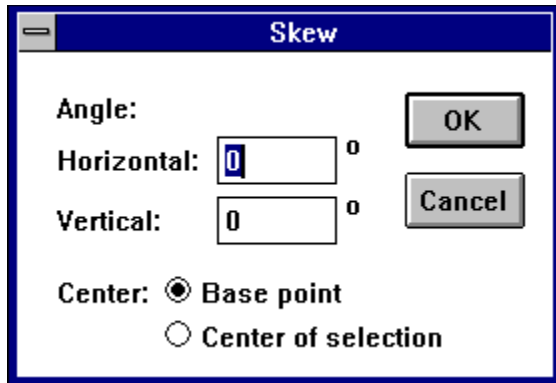 Skew
Angle:
OK
Horizontal: 0 º
Cancel
Vertical: 0 º
Center: Base point
Center of selection